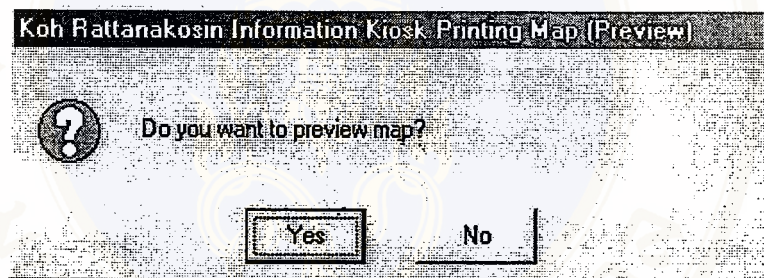 Koh Rattanakosin Information Kiosk Printing Map (Preview)
Do you want to preview map?
Yes No